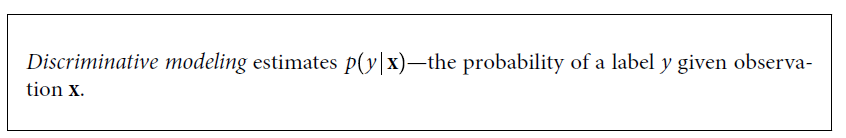 Discriminative modeling estimates p(y|x)—the probability of a label y given observa-
tion x.